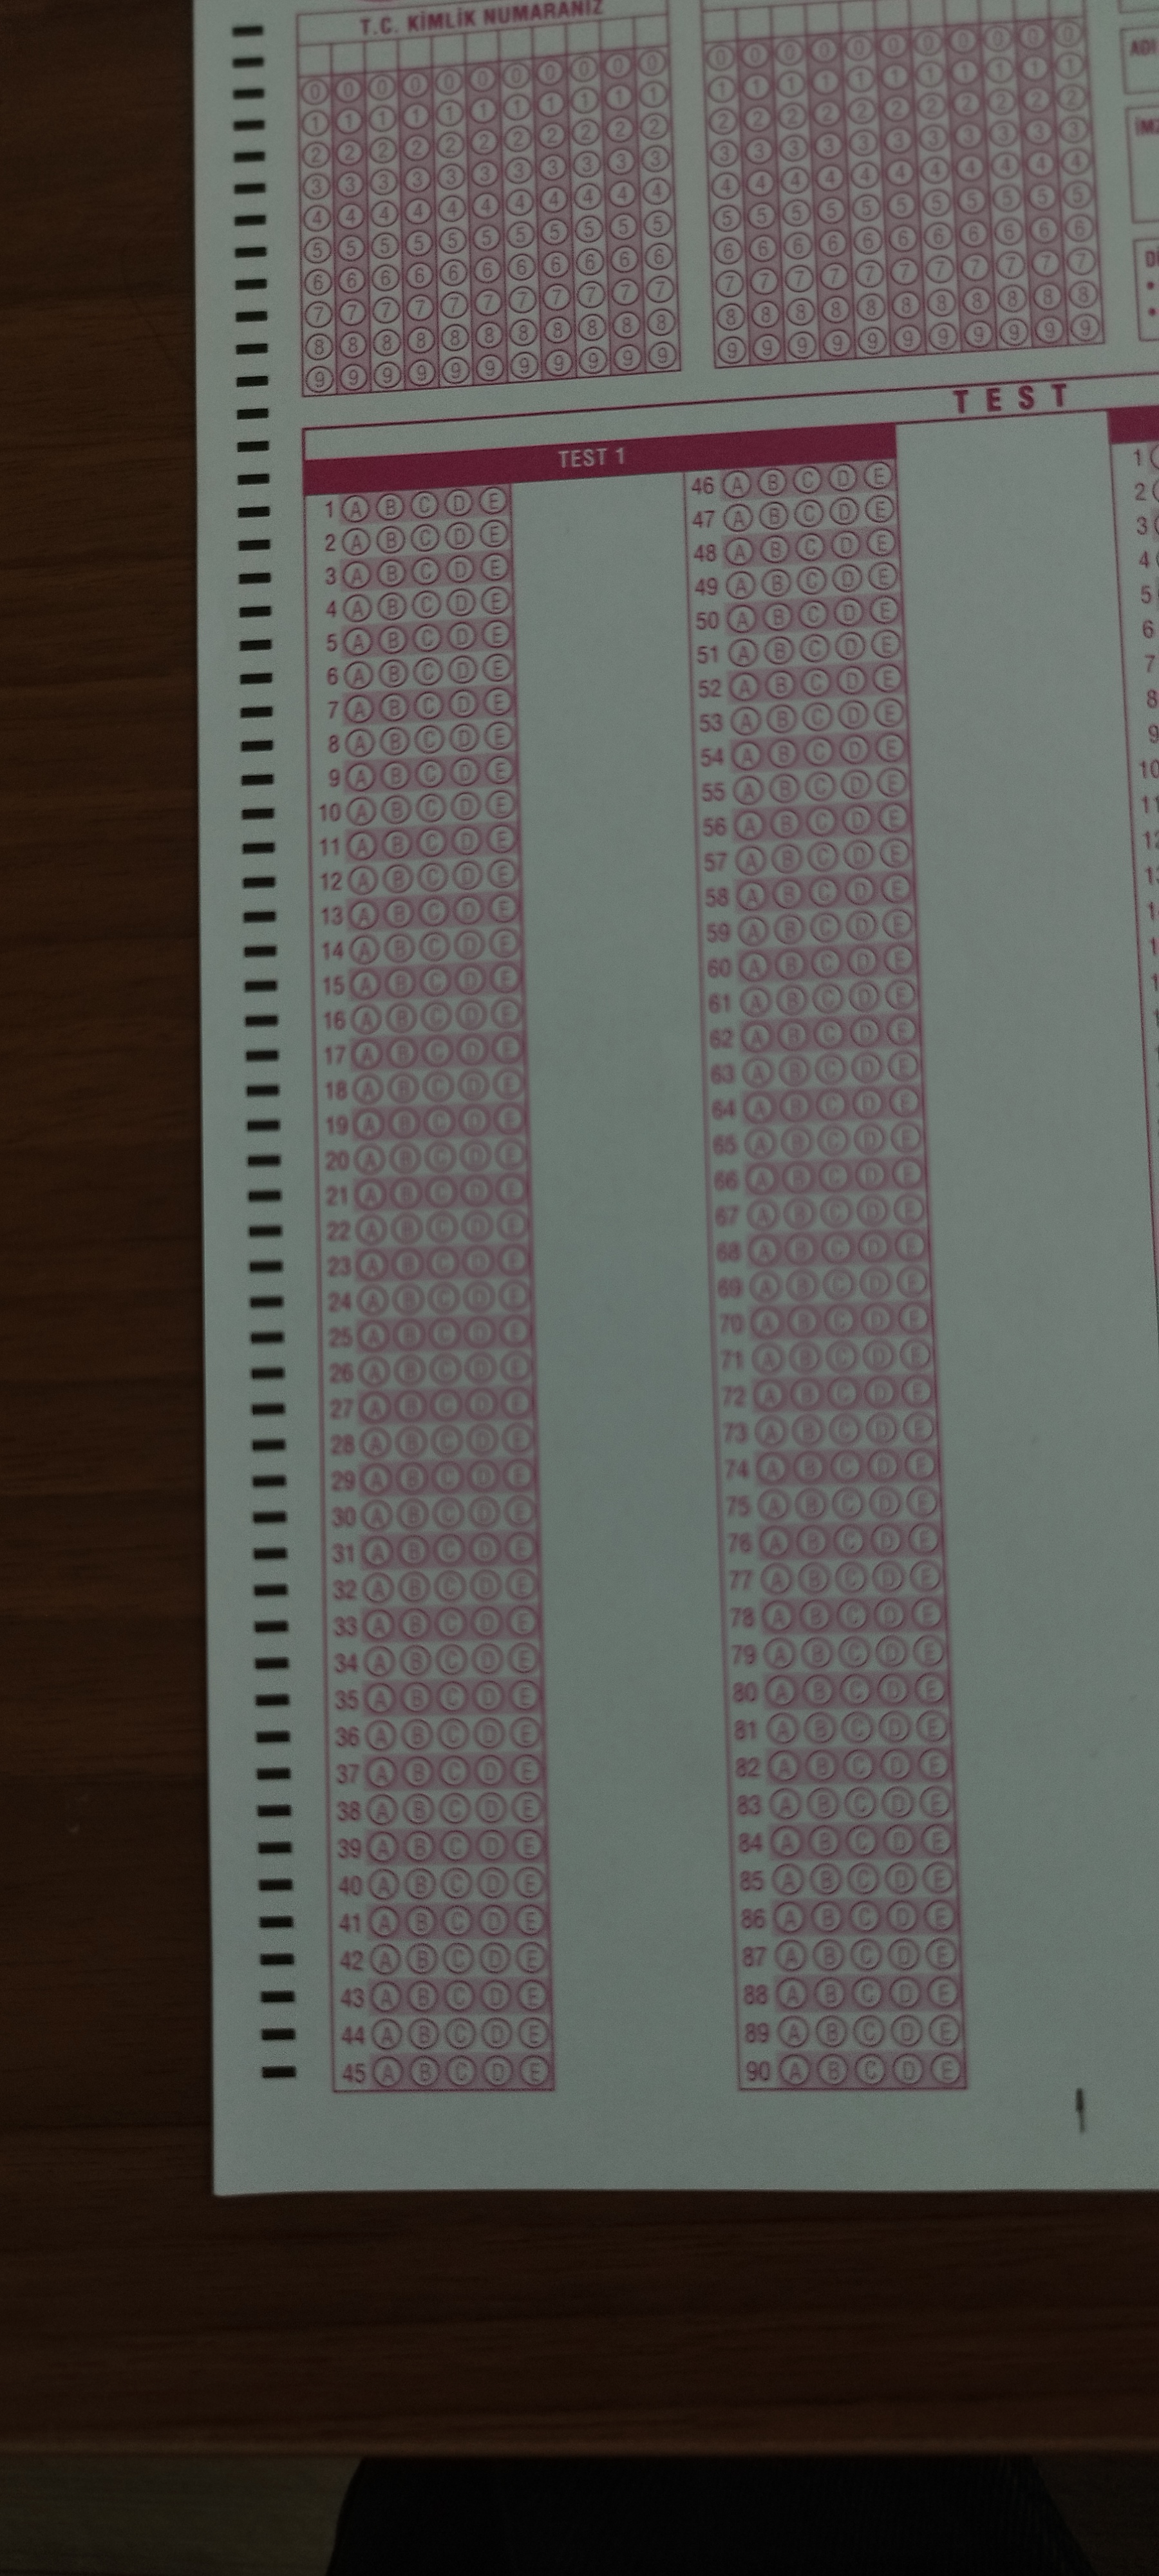 T.C. KİMLİK NUMARANIZ
0 0 0 0 0 0 0 0 0 0 0
1 1 1 1 1 1 1 1 1 1 1
2 2 2 2 2 2 2 2 2 2 2
3 3 3 3 3 3 3 3 3 3 3
4 4 4 4 4 4 4 4 4 4 4
5 5 5 5 5 5 5 5 5 5 5
6 6 6 6 6 6 6 6 6 6 6
7 7 7 7 7 7 7 7 7 7 7
8 8 8 8 8 8 8 8 8 8 8
9 9 9 9 9 9 9 9 9 9 9
0 0 0 0 0 0 0 0 0 0 0
1 1 1 1 1 1 1 1 1 1 1
2 2 2 2 2 2 2 2 2 2 2
3 3 3 3 3 3 3 3 3 3 3
4 4 4 4 4 4 4 4 4 4 4
5 5 5 5 5 5 5 5 5 5 5
6 6 6 6 6 6 6 6 6 6 6
7 7 7 7 7 7 7 7 7 7 7
8 8 8 8 8 8 8 8 8 8 8
9 9 9 9 9 9 9 9 9 9 9
ADI
TEST
TEST 1
1 A B C D E
2 A B C D E
3 A B C D E
4 A B C D E
5 A B C D E
6 A B C D E
7 A B C D E
8 A B C D E
9 A B C D E
10 A B C D E
11 A B C D E
12 A B C D E
13 A B C D E
14 A B C D E
15 A B C D E
16 A B C D E
17 A B C D E
18 A B C D E
19 A B C D E
20 A B C D E
21 A B C D E
22 A B C D E
23 A B C D E
24 A B C D E
25 A B C D E
26 A B C D E
27 A B C D E
28 A B C D E
29 A B C D E
30 A B C D E
31 A B C D E
32 A B C D E
33 A B C D E
34 A B C D E
35 A B C D E
36 A B C D E
37 A B C D E
38 A B C D E
39 A B C D E
40 A B C D E
41 A B C D E
42 A B C D E
43 A B C D E
44 A B C D E
45 A B C D E
46 A B C D E
47 A B C D E
48 A B C D E
49 A B C D E
50 A B C D E
51 A B C D E
52 A B C D E
53 A B C D E
54 A B C D E
55 A B C D E
56 A B C D E
57 A B C D E
58 A B C D E
59 A B C D E
60 A B C D E
61 A B C D E
62 A B C D E
63 A B C D E
64 A B C D E
65 A B C D E
66 A B C D E
67 A B C D E
68 A B C D E
69 A B C D E
70 A B C D E
71 A B C D E
72 A B C D E
73 A B C D E
74 A B C D E
75 A B C D E
76 A B C D E
77 A B C D E
78 A B C D E
79 A B C D E
80 A B C D E
81 A B C D E
82 A B C D E
83 A B C D E
84 A B C D E
85 A B C D E
86 A B C D E
87 A B C D E
88 A B C D E
89 A B C D E
90 A B C D E
1
2
3
4
5
6
7
8
9
10
11